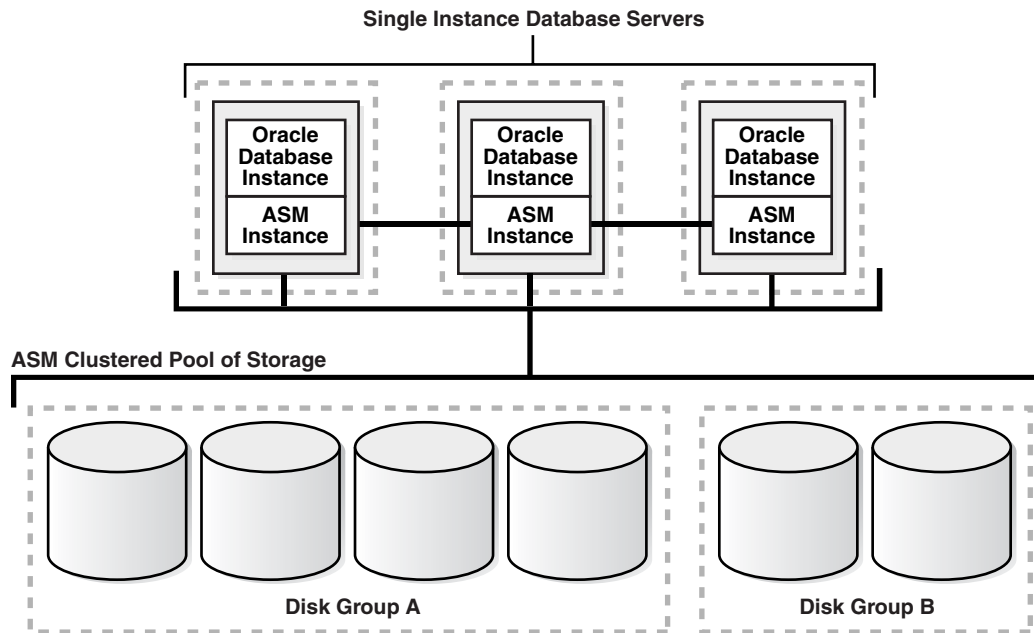 Single Instance Database Servers
Oracle
Database
Instance
ASM
Instance
Oracle
Database
Instance
ASM
Instance
Oracle
Database
Instance
ASM
Instance
ASM Clustered Pool of Storage
Disk Group A
Disk Group B